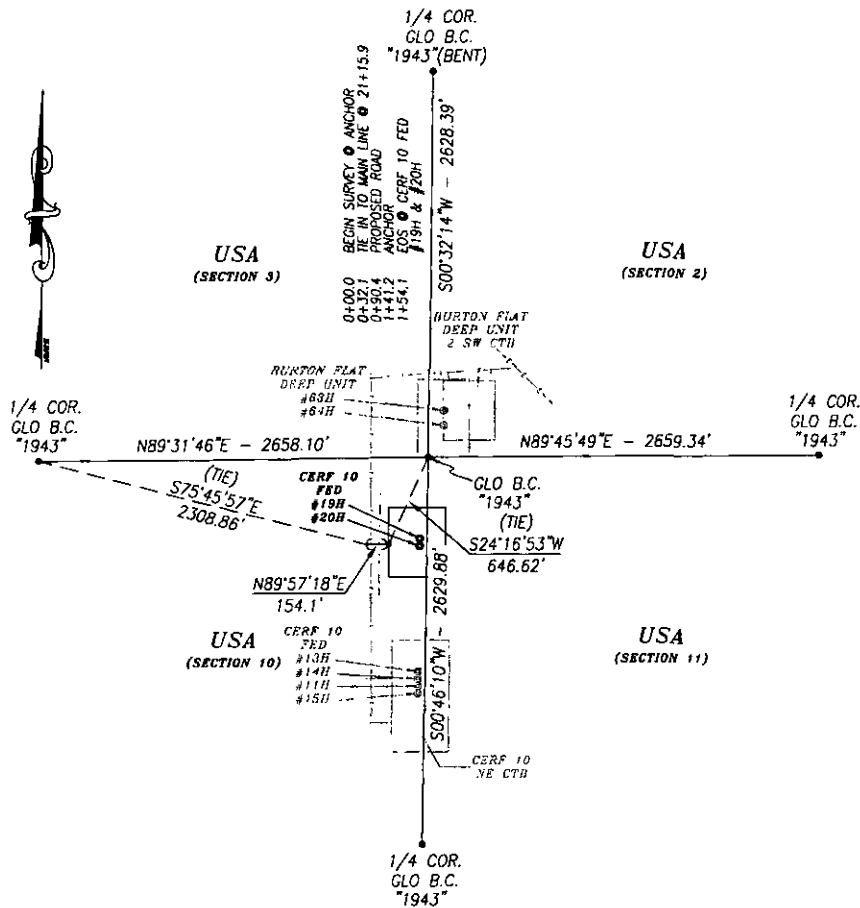 1/4 COR.
GLO B.C.
"1943"(BENT)
0+00.0 BEGIN SURVEY @ ANCHOR
0+32.1 TIE IN TO MAIN LINE @ 21+15.9
0+90.4 PROPOSED ROAD
1+41.2 ANCHOR
1+54.1 EOS @ CERF 10 FED
#19H & #20H
S00°32'14"W - 2628.39'
USA
(SECTION 3)
USA
(SECTION 2)
BURTON FLAT
DEEP UNIT
2 SW CTB
BURTON FLAT
DEEP UNIT
#63H
#64H
1/4 COR.
GLO B.C.
"1943"
N89°31'46"E - 2658.10'
N89°45'49"E - 2659.34'
1/4 COR.
GLO B.C.
"1943"
(TIE)
S75°45'57"E
2308.86'
CERF 10
FED
#19H
#20H
GLO B.C.
"1943"
(TIE)
S24°16'53"W
646.62'
N89°57'18"E
154.1'
S00°46'10"W - 2629.88'
USA
(SECTION 10)
CERF 10
FED
#13H
#14H
#11H
#15H
USA
(SECTION 11)
CERF 10
NE CTB
1/4 COR.
GLO B.C.
"1943"